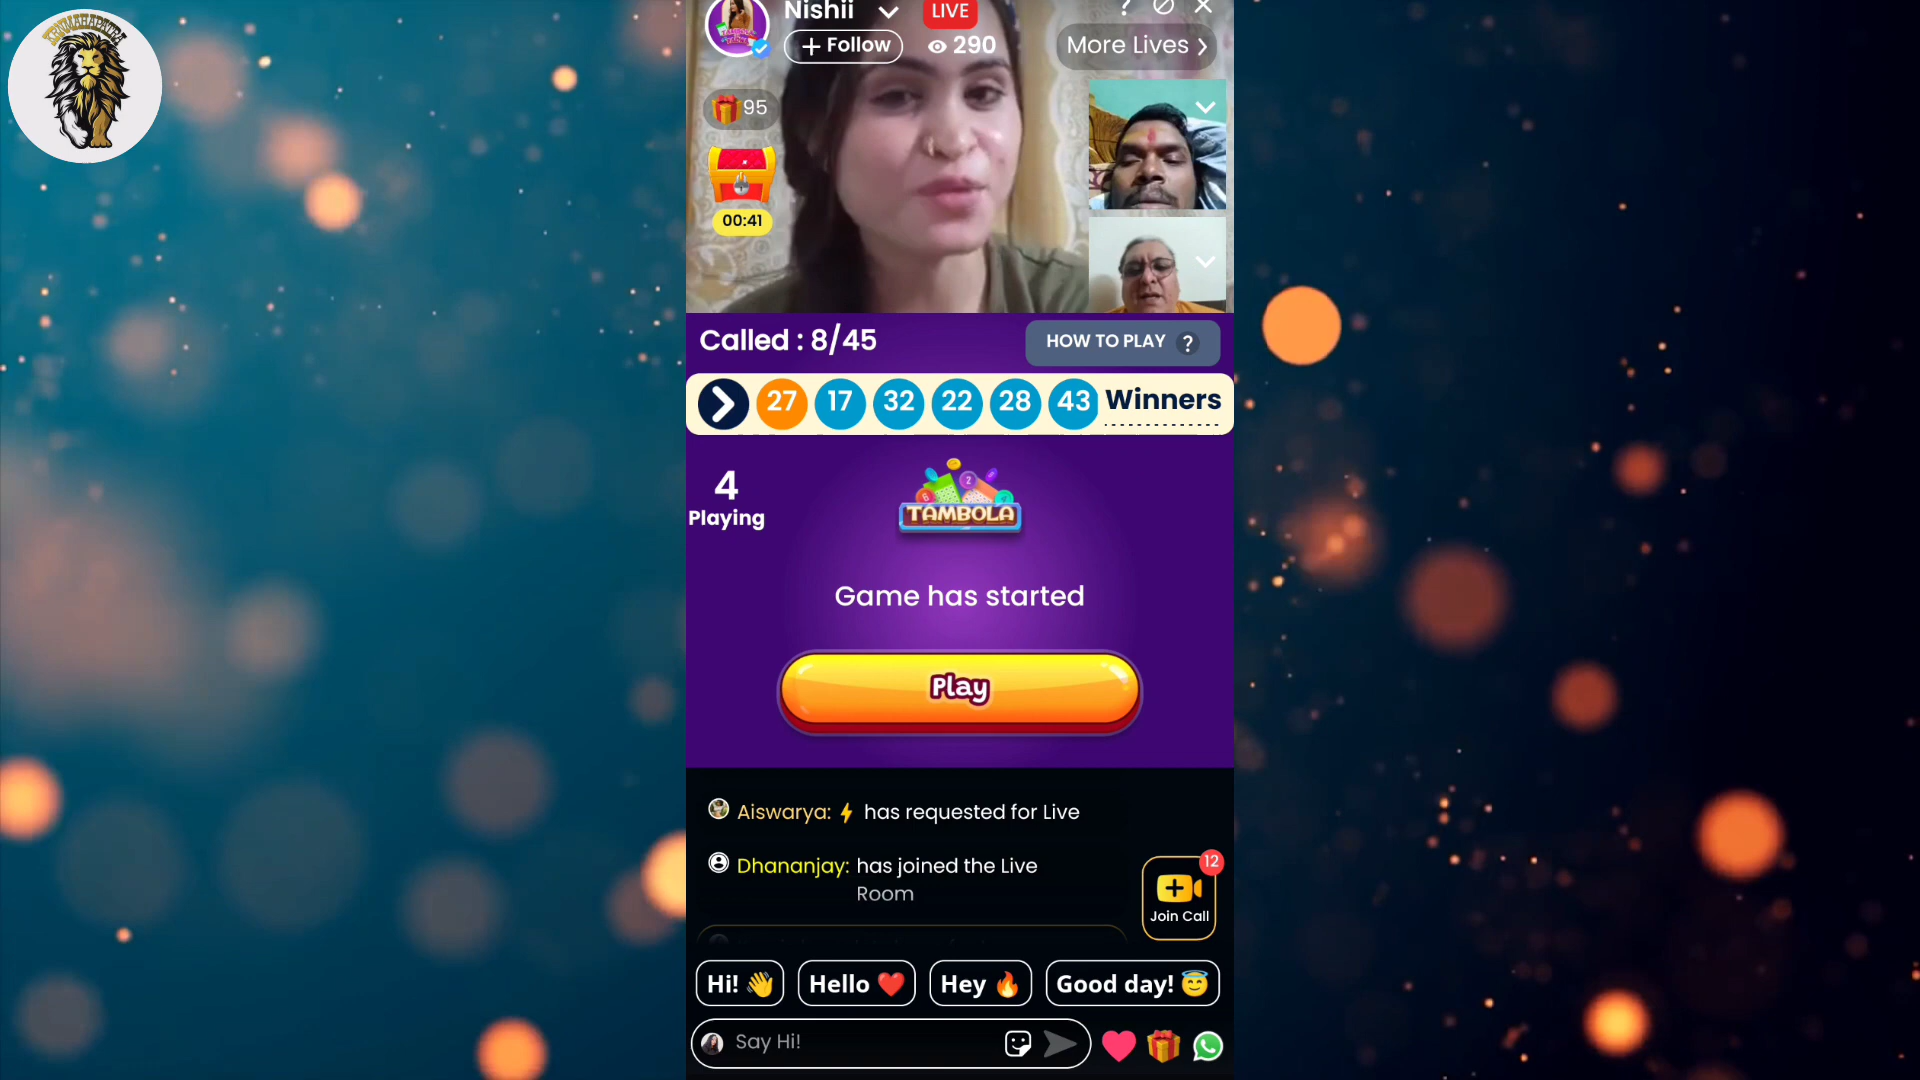 Nishii
LIVE
+ Follow
290
More Lives
95
00:41
Called : 8/45
HOW TO PLAY ?
27 17 32 22 28 43 Winners
4
Playing
TAMBOLA
Game has started
Play
Aiswarya: ⚡ has requested for Live
Dhananjay: has joined the Live
Room
12
Join Call
Hi! 👋 Hello ❤️ Hey 🔥 Good day! 😇
Say Hi!